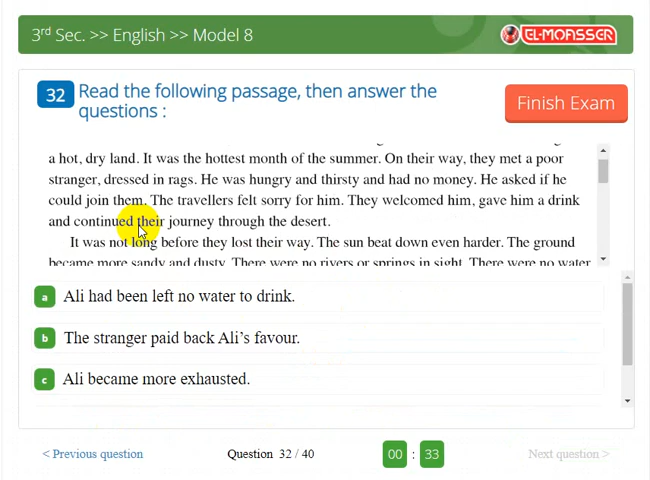 3rd Sec. >> English >> Model 8
EL-MOASSER
32 Read the following passage, then answer the
questions :
Finish Exam
a hot, dry land. It was the hottest month of the summer. On their way, they met a poor
stranger, dressed in rags. He was hungry and thirsty and had no money. He asked if he
could join them. The travellers felt sorry for him. They welcomed him, gave him a drink
and continued their journey through the desert.
It was not long before they lost their way. The sun beat down even harder. The ground
became more sandy and dusty. There were no rivers or springs in sight. There were no water
a Ali had been left no water to drink.
b The stranger paid back Ali's favour.
c Ali became more exhausted.
< Previous question
Question 32 / 40
00 : 33
Next question >